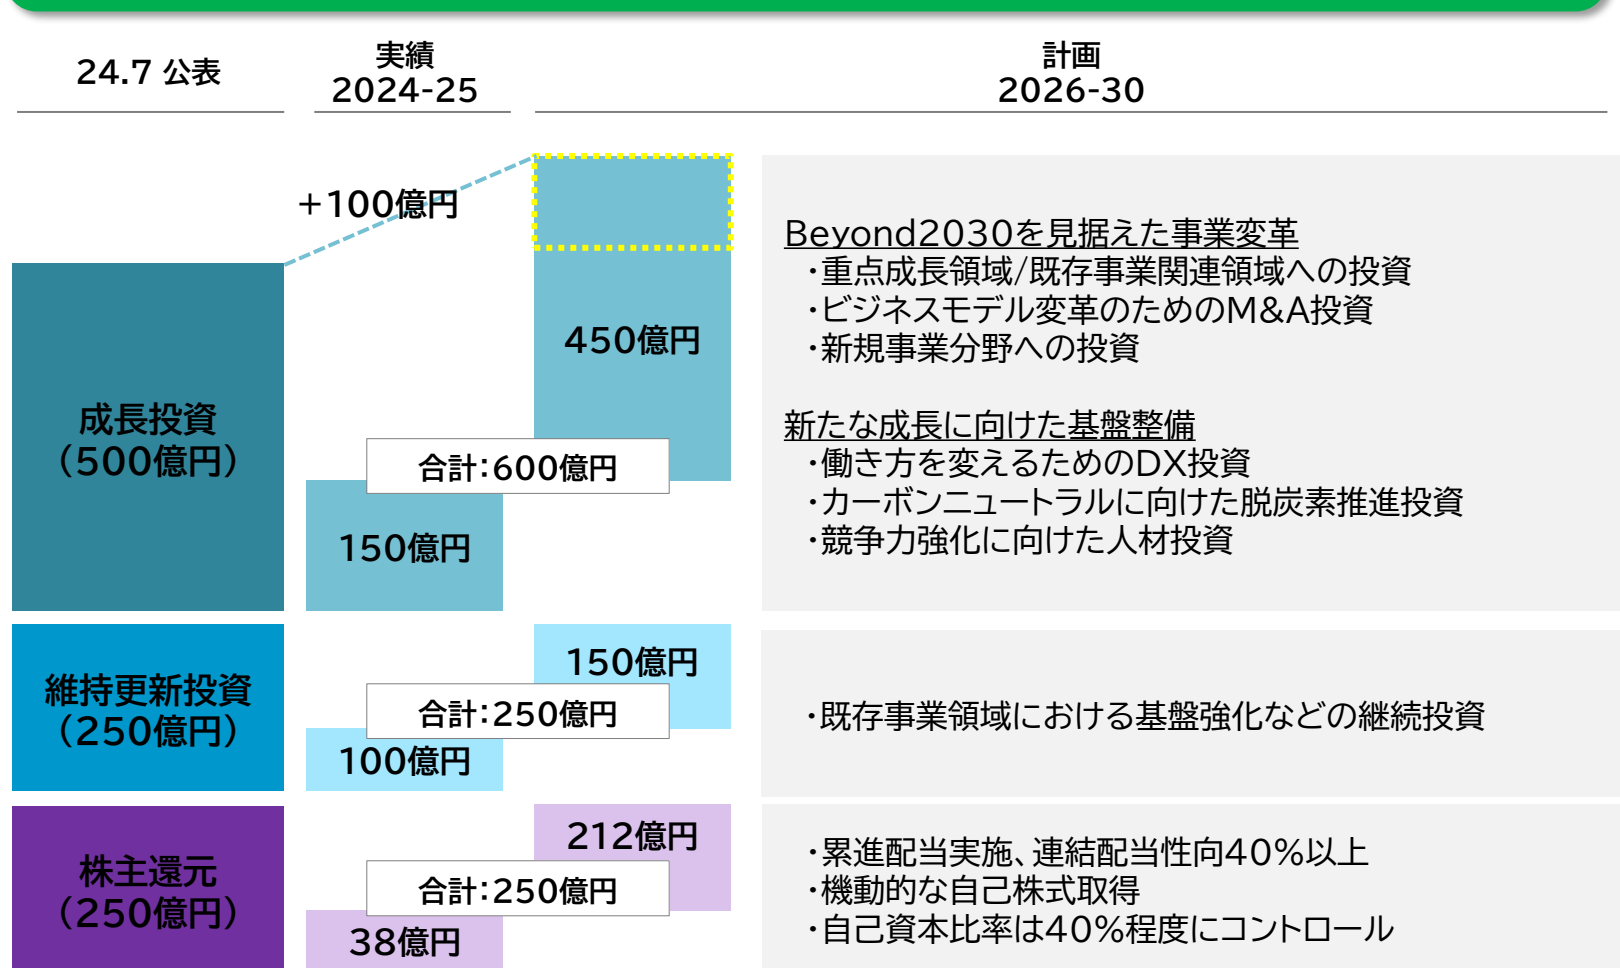 24.7 公表
実績
2024-25
計画
2026-30
+100億円
成長投資
(500億円)
450億円
合計:600億円
150億円
Beyond2030を見据えた事業変革
・重点成長領域/既存事業関連領域への投資
・ビジネスモデル変革のためのM&A投資
・新規事業分野への投資
新たな成長に向けた基盤整備
・働き方を変えるためのDX投資
・カーボンニュートラルに向けた脱炭素推進投資
・競争力強化に向けた人材投資
維持更新投資
(250億円)
150億円
合計:250億円
100億円
・既存事業領域における基盤強化などの継続投資
株主還元
(250億円)
212億円
合計:250億円
38億円
・累進配当実施、連結配当性向40%以上
・機動的な自己株式取得
・自己資本比率は40%程度にコントロール